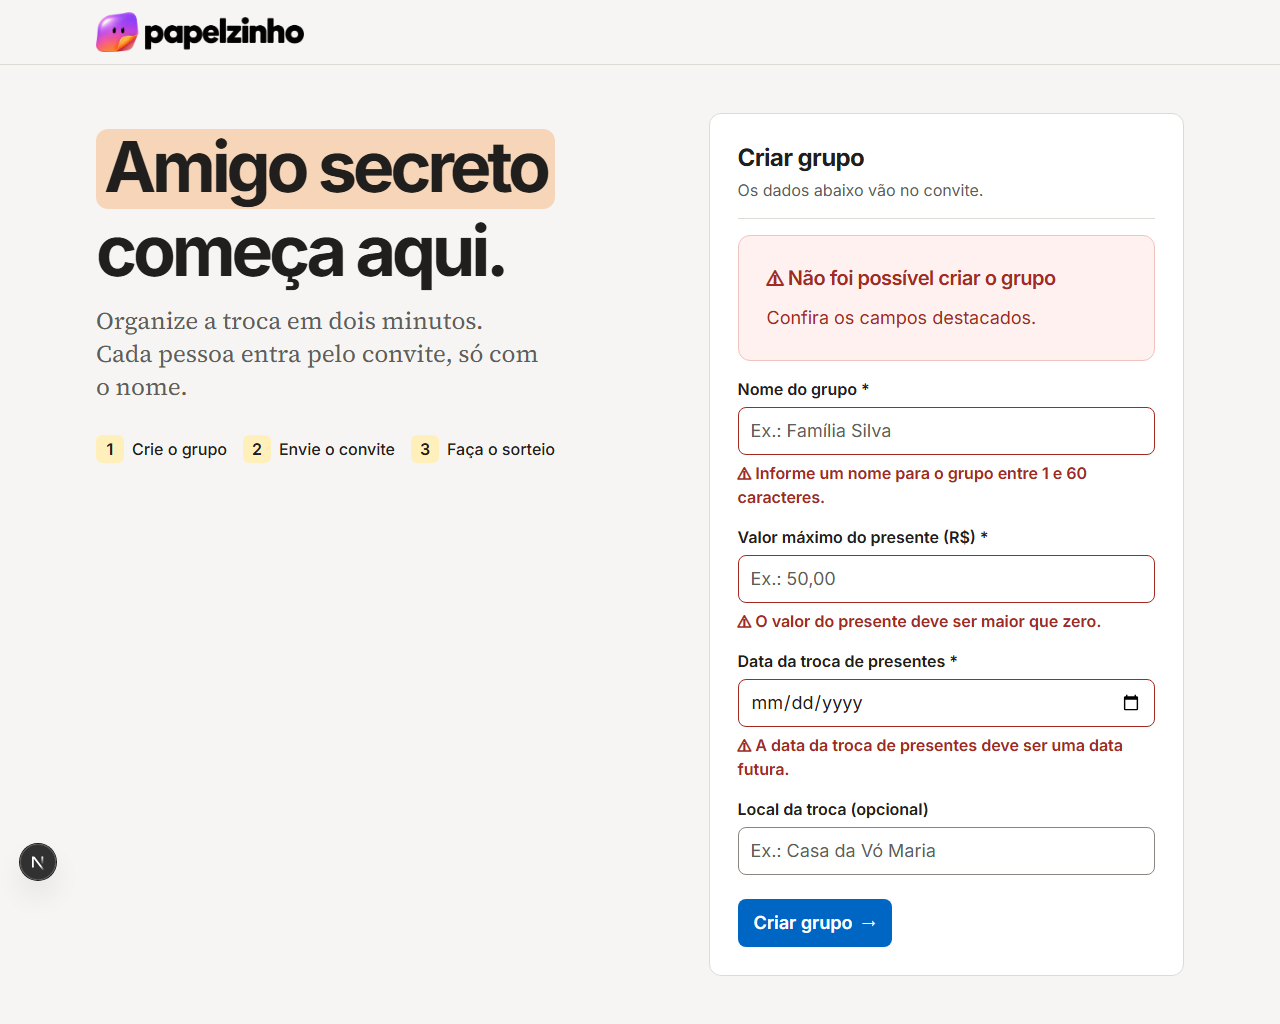 papelzinho
Amigo secreto
começa aqui.
Organize a troca em dois minutos.
Cada pessoa entra pelo convite, só com
o nome.
1 Crie o grupo 2 Envie o convite 3 Faça o sorteio
Criar grupo
Os dados abaixo vão no convite.
⚠ Não foi possível criar o grupo
Confira os campos destacados.
Nome do grupo *
Ex.: Família Silva
⚠ Informe um nome para o grupo entre 1 e 60
caracteres.
Valor máximo do presente (R$) *
Ex.: 50,00
⚠ O valor do presente deve ser maior que zero.
Data da troca de presentes *
mm/dd/yyyy
⚠ A data da troca de presentes deve ser uma data
futura.
Local da troca (opcional)
Ex.: Casa da Vó Maria
Criar grupo →
N